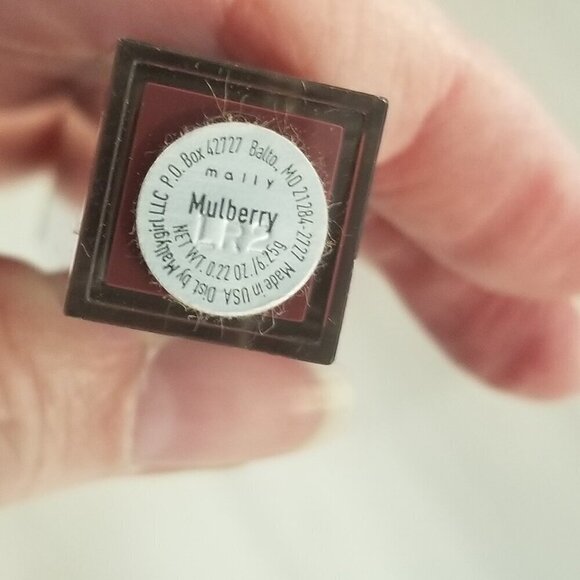 mally
Mulberry
LR2
NET WT. 0.22 OZ./6.25g
Dist. by Mallygirl LLC P.O. Box 42727 Balto, MD 21284-2727 Made in USA